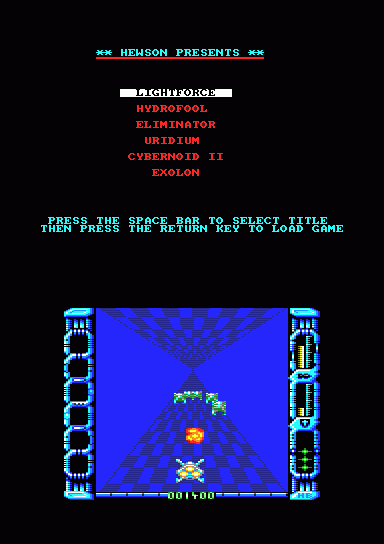 ** HEWSON PRESENTS **
LIGHTFORCE
HYDROFOOL
ELIMINATOR
URIDIUM
CYBERNOID II
EXOLON
PRESS THE SPACE BAR TO SELECT TITLE
THEN PRESS THE RETURN KEY TO LOAD GAME
001400